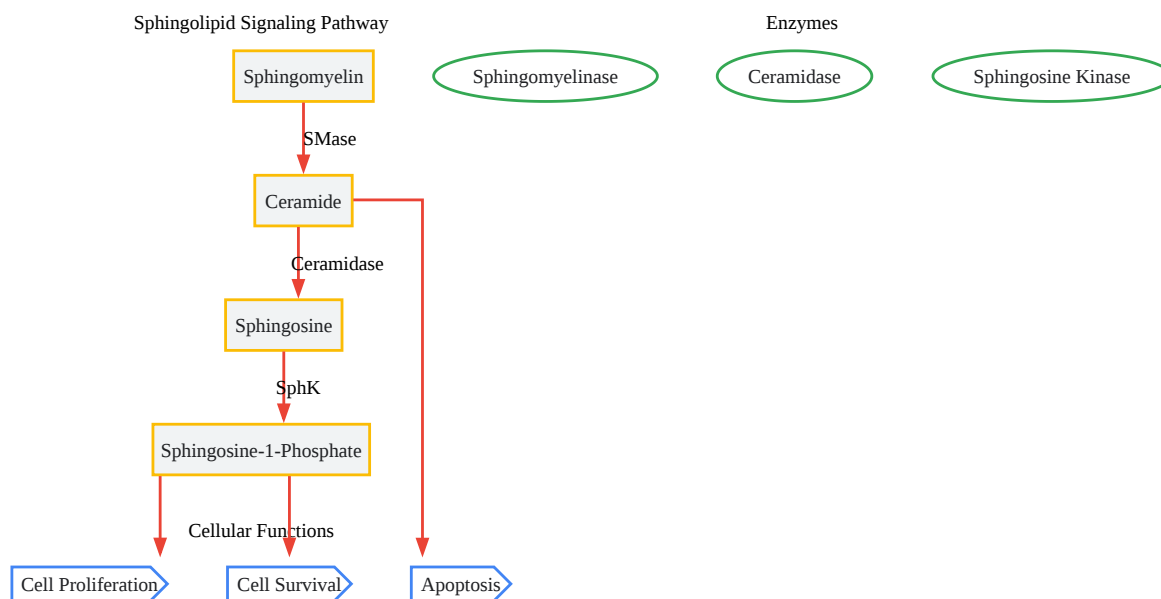 Sphingolipid Signaling Pathway
Enzymes
Sphingomyelin
Sphingomyelinase
Ceramidase
Sphingosine Kinase
SMase
Ceramide
Ceramidase
Sphingosine
SphK
Sphingosine-1-Phosphate
Cellular Functions
Cell Proliferation
Cell Survival
Apoptosis